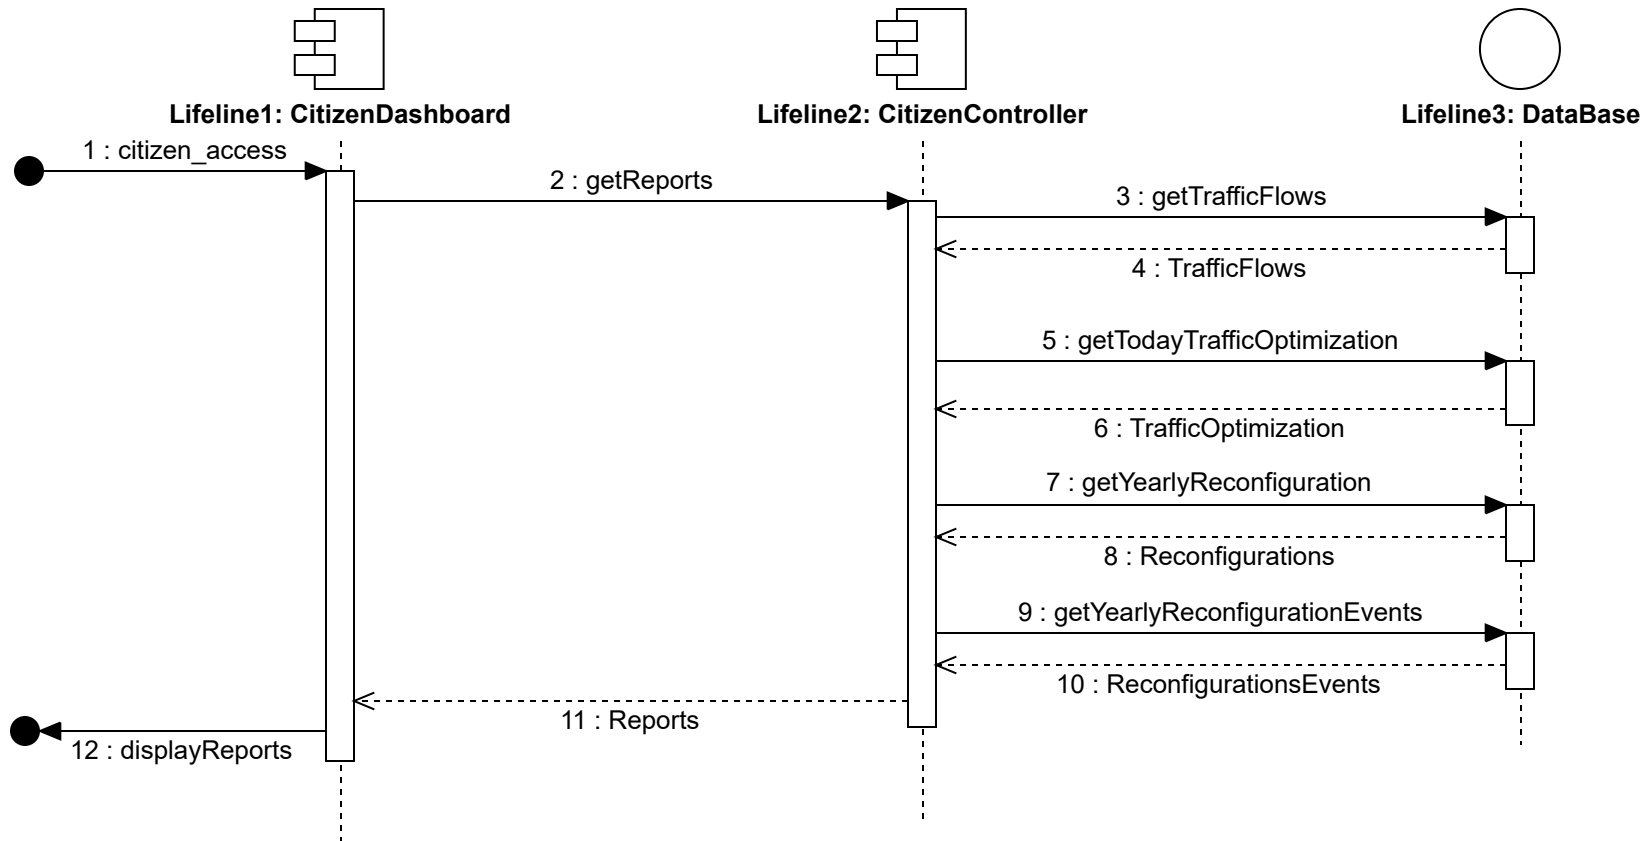 Lifeline1: CitizenDashboard
Lifeline2: CitizenController
Lifeline3: DataBase
1 : citizen_access
2 : getReports
3 : getTrafficFlows
4 : TrafficFlows
5 : getTodayTrafficOptimization
6 : TrafficOptimization
7 : getYearlyReconfiguration
8 : Reconfigurations
9 : getYearlyReconfigurationEvents
10 : ReconfigurationsEvents
11 : Reports
12 : displayReports